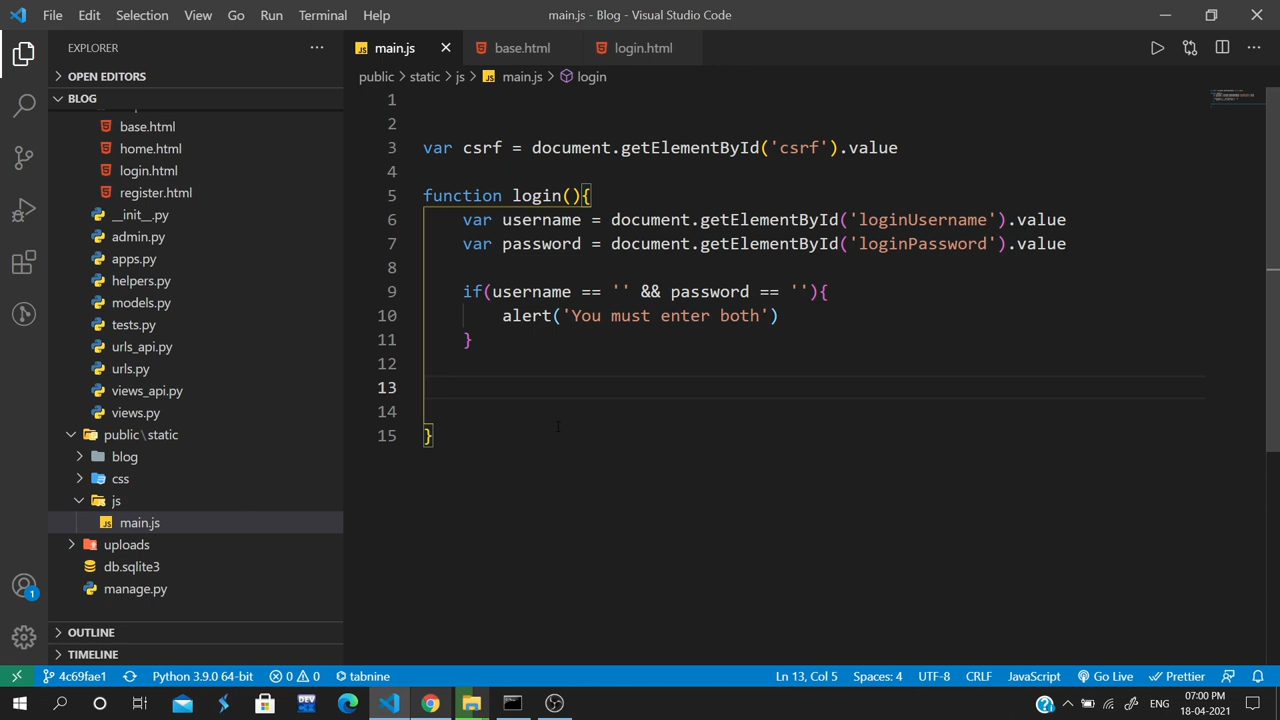 File Edit Selection View Go Run Terminal Help
main.js - Blog - Visual Studio Code
EXPLORER
OPEN EDITORS
BLOG
base.html
home.html
login.html
register.html
__init__.py
admin.py
apps.py
helpers.py
models.py
tests.py
urls_api.py
urls.py
views_api.py
views.py
public\static
blog
css
js
main.js
uploads
db.sqlite3
manage.py
OUTLINE
TIMELINE
1
main.js base.html login.html
public > static > js > main.js > login
1
2
3 var csrf = document.getElementById('csrf').value
4
5 function login(){
6 var username = document.getElementById('loginUsername').value
7 var password = document.getElementById('loginPassword').value
8
9 if(username == '' && password == ''){
10 alert('You must enter both')
11 }
12
13
14
15 }
4c69fae1 Python 3.9.0 64-bit 0 0 tabnine Ln 13, Col 5 Spaces: 4 UTF-8 CRLF JavaScript Go Live Prettier
DEV ENG 07:00 PM
18-04-2021